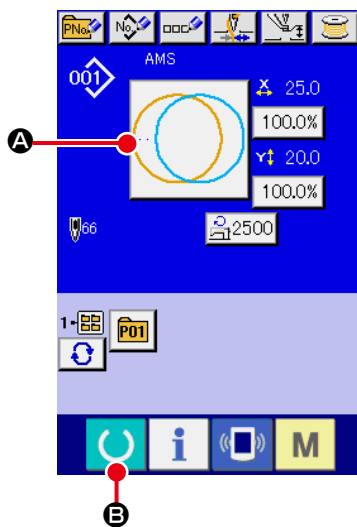 PNo. No.
001 AMS
X 25.0
A
100.0%
Y 20.0
100.0%
66
2500
1
P01
i M
B